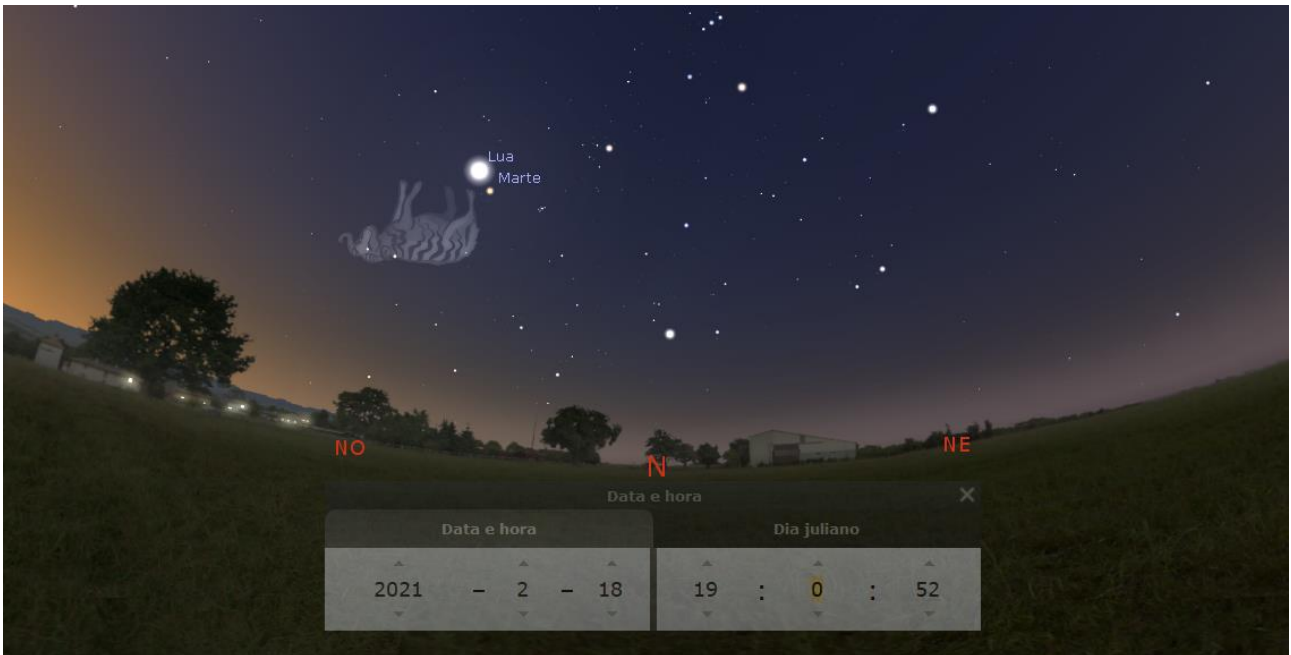 Lua
Marte
NO
N
NE
Data e hora
Data e hora Dia juliano
2021 – 2 – 18 19 : 0 : 52